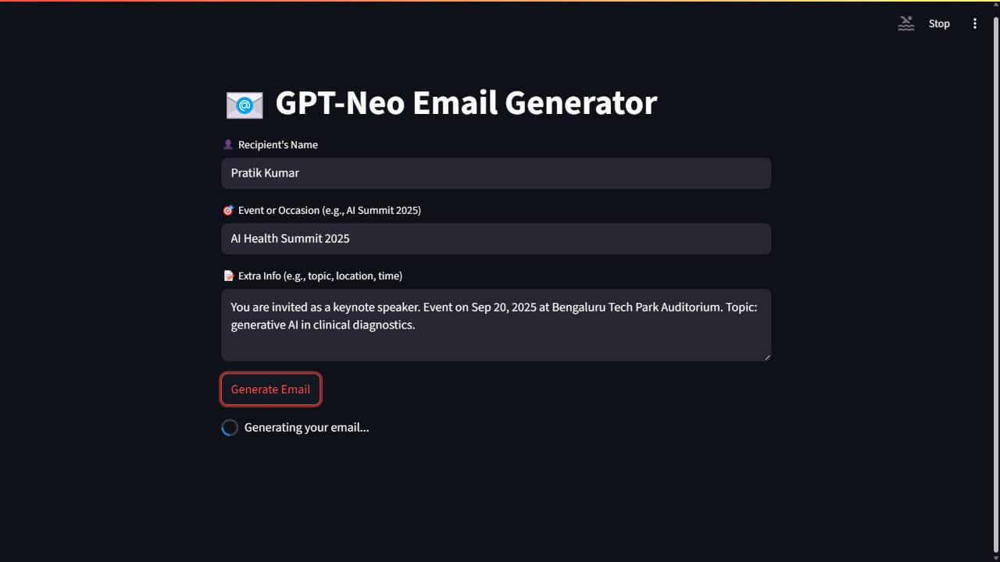 Stop
GPT-Neo Email Generator
Recipient's Name
Pratik Kumar
Event or Occasion (e.g., AI Summit 2025)
AI Health Summit 2025
Extra Info (e.g., topic, location, time)
You are invited as a keynote speaker. Event on Sep 20, 2025 at Bengaluru Tech Park Auditorium. Topic:
generative AI in clinical diagnostics.
Generate Email
Generating your email...